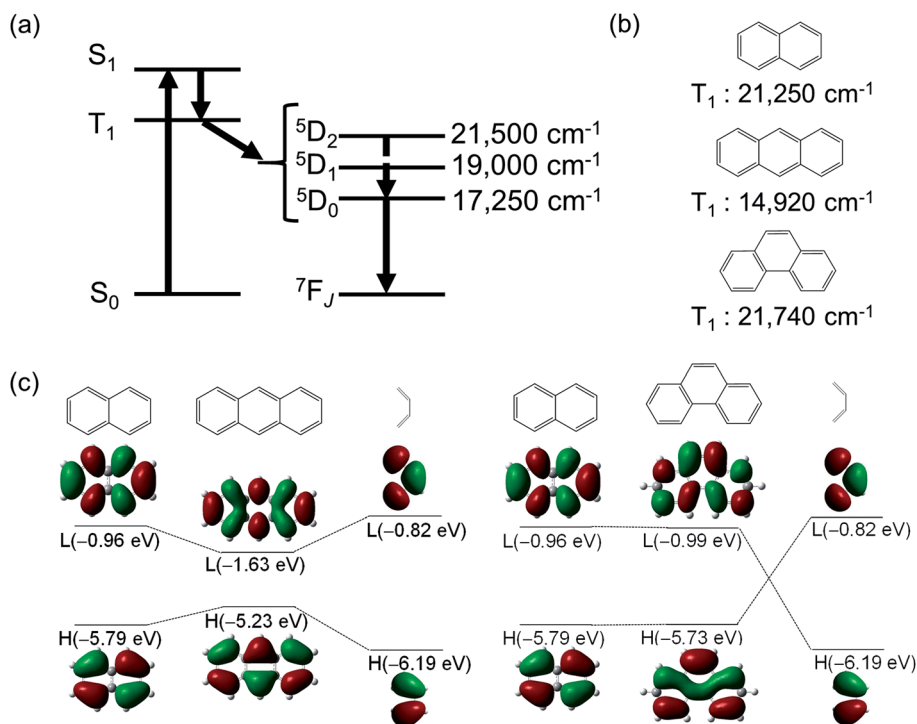 (a)
S₁
T₁
S₀
⁵D₂ 21,500 cm⁻¹
⁵D₁ 19,000 cm⁻¹
⁵D₀ 17,250 cm⁻¹
⁷F_J
(b)
T₁ : 21,250 cm⁻¹
T₁ : 14,920 cm⁻¹
T₁ : 21,740 cm⁻¹
(c)
L(−0.96 eV)
L(−1.63 eV)
L(−0.82 eV)
H(−5.79 eV)
H(−5.23 eV)
H(−6.19 eV)
L(−0.96 eV)
L(−0.99 eV)
L(−0.82 eV)
H(−5.79 eV)
H(−5.73 eV)
H(−6.19 eV)